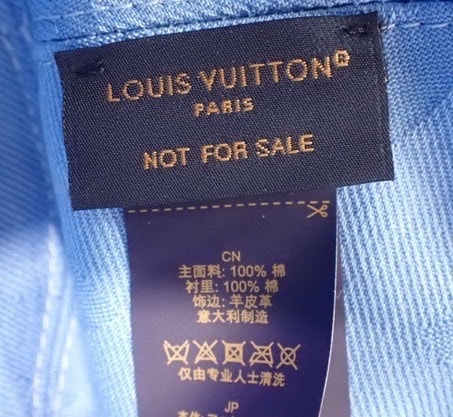 LOUIS VUITTON®
PARIS
NOT FOR SALE
CN
主面料: 100% 棉
衬里: 100% 棉
饰边: 羊皮革
意大利制造
仅由专业人士清洗
JP